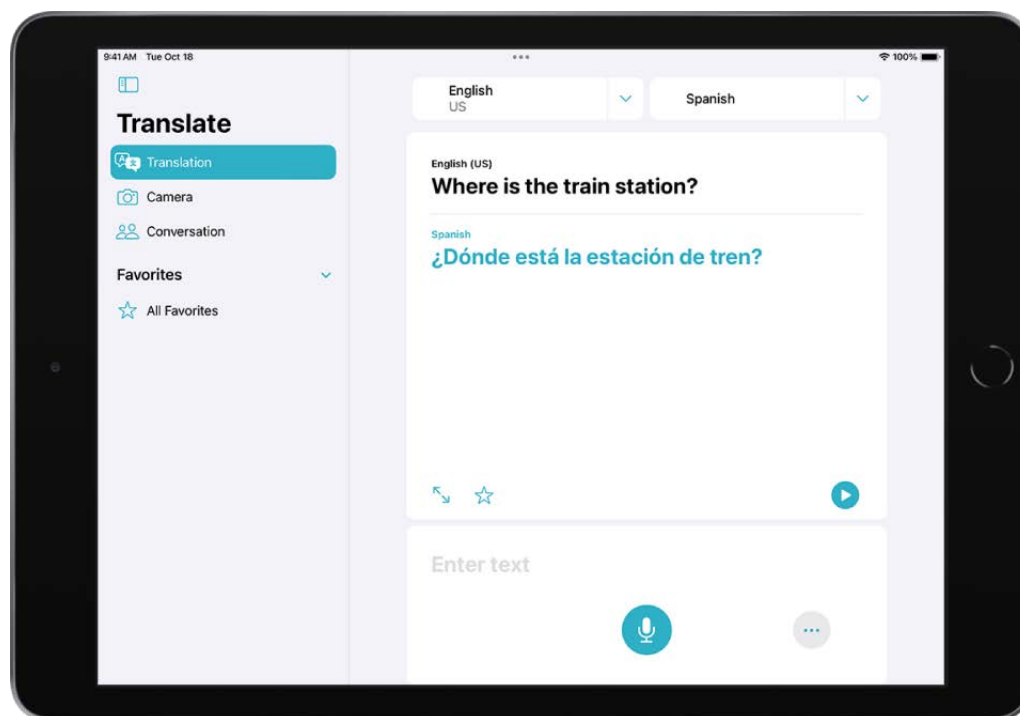 9:41 AM Tue Oct 18
100%
Translate
Translation
Camera
Conversation
Favorites
All Favorites
English
US
Spanish
English (US)
Where is the train station?
Spanish
¿Dónde está la estación de tren?
Enter text